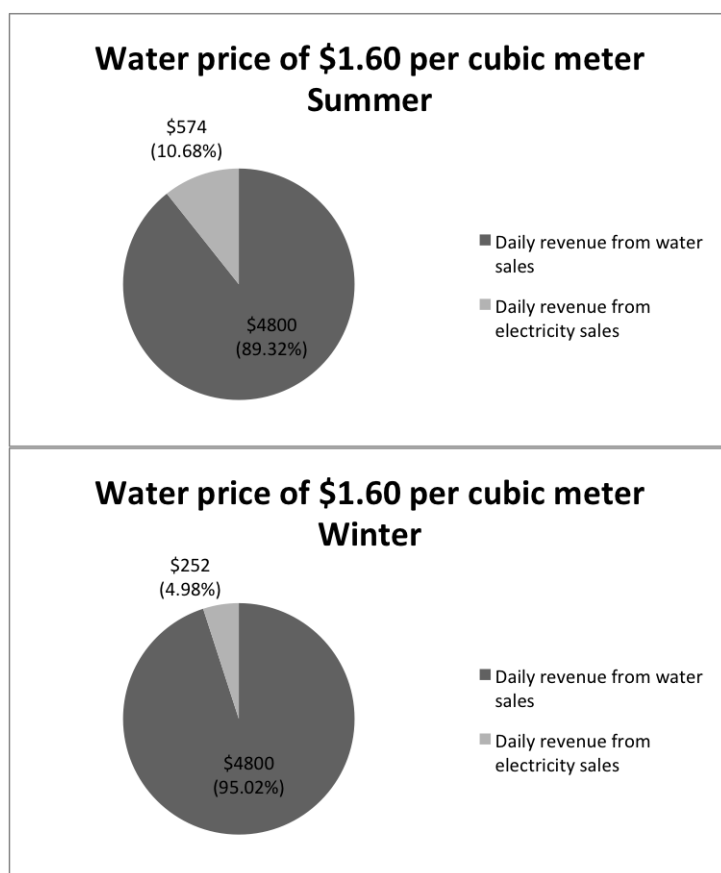 Water price of $1.60 per cubic meter
Summer
$574
(10.68%)
$4800
(89.32%)
Daily revenue from water
sales
Daily revenue from
electricity sales
Water price of $1.60 per cubic meter
Winter
$252
(4.98%)
$4800
(95.02%)
Daily revenue from water
sales
Daily revenue from
electricity sales